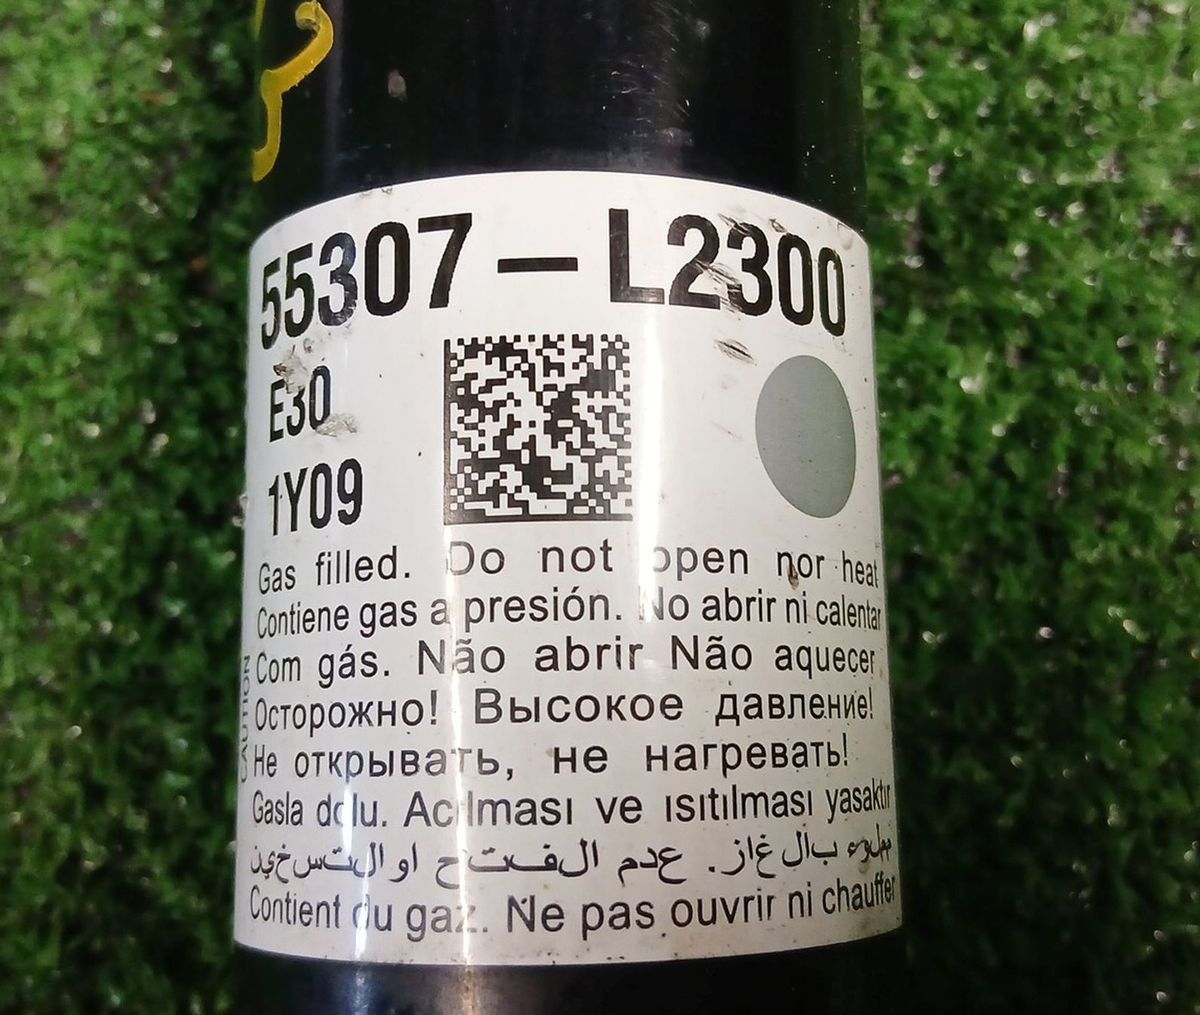 55307-L2300
E30
1Y09
Gas filled. Do not open nor heat
Contiene gas a presión. No abrir ni calentar
Com gás. Não abrir Não aquecer
Осторожно! Высокое давление!
Не открывать, не нагревать!
Gasla dolu. Acılması ve ısıtılması yasaktır
مملوء بالغاز. عدم الفتح او التسخين
Contient du gaz. Ne pas ouvrir ni chauffer
CAUTION